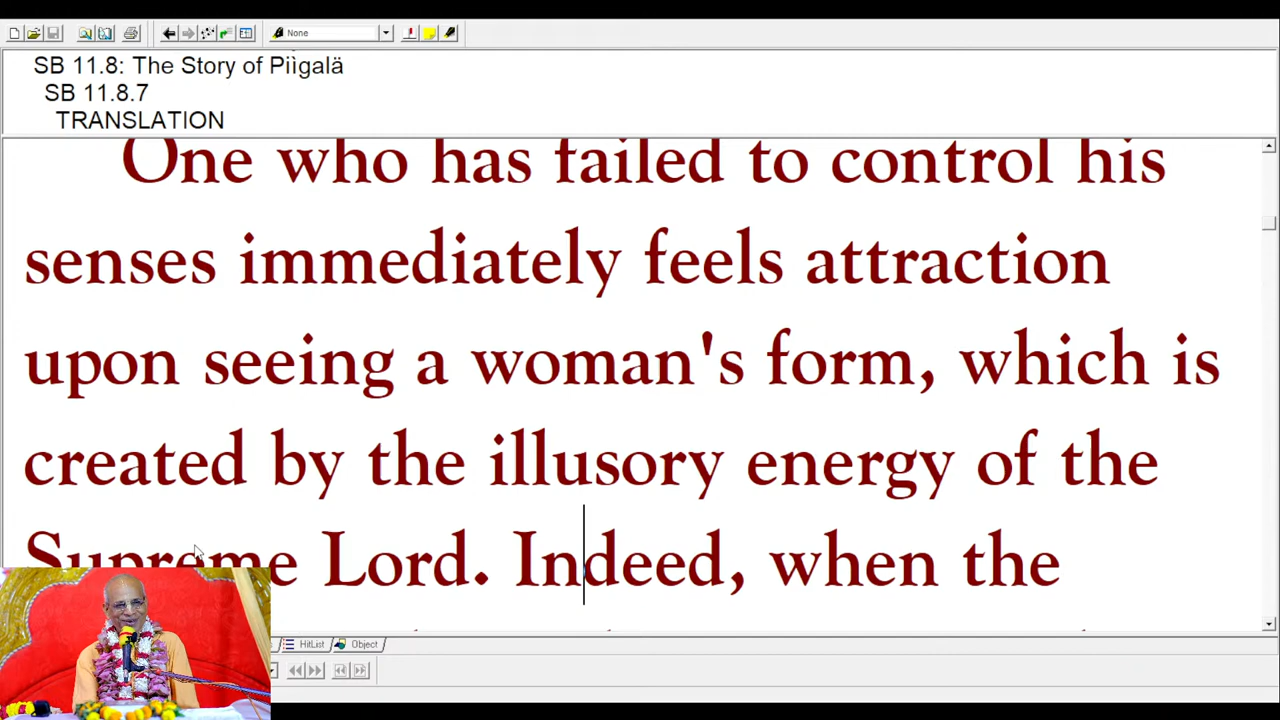 None
SB 11.8: The Story of Piìgalä
SB 11.8.7
TRANSLATION
One who has failed to control his
senses immediately feels attraction
upon seeing a woman's form, which is
created by the illusory energy of the
Supreme Lord. Indeed, when the
HitList Object